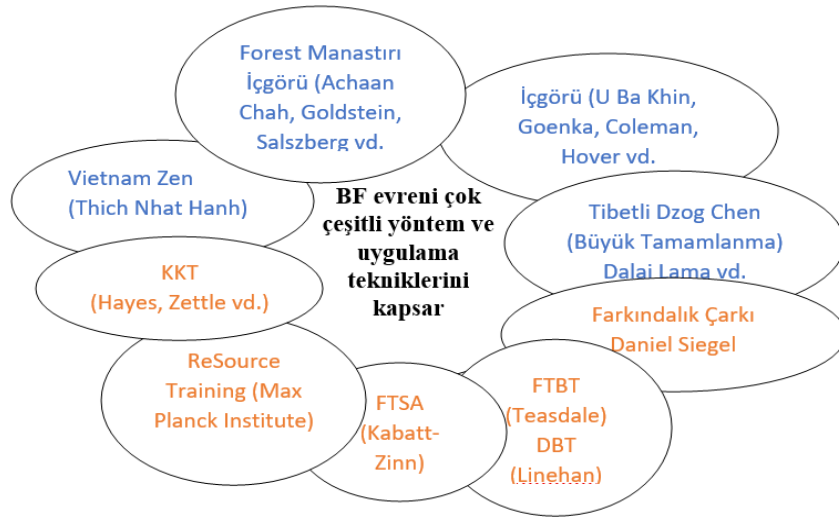 Forest Manastırı
İçgörü (Achaan
Chah, Goldstein,
Salszberg vd.
İçgörü (U Ba Khin,
Goenka, Coleman,
Hover vd.
Vietnam Zen
(Thich Nhat Hanh)
BF evreni çok
çeşitli yöntem ve
uygulama
tekniklerini
kapsar
Tibetli Dzog Chen
(Büyük Tamamlanma)
Dalai Lama vd.
KKT
(Hayes, Zettle vd.)
Farkındalık Çarkı
Daniel Siegel
ReSource
Training (Max
Planck Institute)
FTSA
(Kabatt-
Zinn)
FTBT
(Teasdale)
DBT
(Linehan)